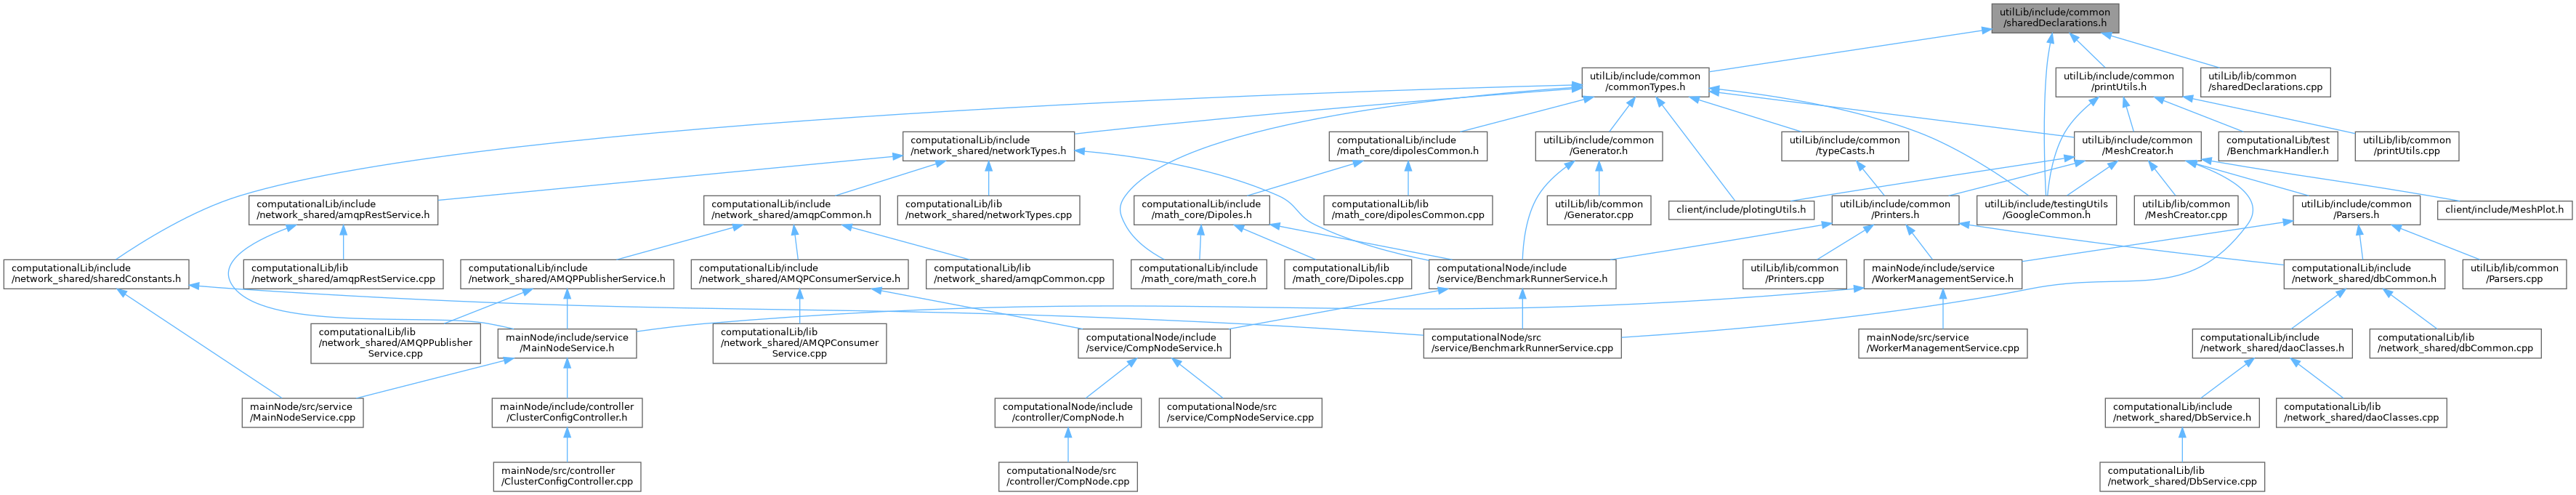 utilLib/include/common
/sharedDeclarations.h
utilLib/include/common
/commonTypes.h
utilLib/include/common
/printUtils.h
utilLib/lib/common
/sharedDeclarations.cpp
computationalLib/include
/network_shared/networkTypes.h
computationalLib/include
/math_core/dipolesCommon.h
utilLib/include/common
/Generator.h
utilLib/include/common
/typeCasts.h
utilLib/include/common
/MeshCreator.h
computationalLib/test
/BenchmarkHandler.h
utilLib/lib/common
/printUtils.cpp
computationalLib/include
/network_shared/amqpRestService.h
computationalLib/include
/network_shared/amqpCommon.h
computationalLib/lib
/network_shared/networkTypes.cpp
computationalLib/include
/math_core/Dipoles.h
computationalLib/lib
/math_core/dipolesCommon.cpp
utilLib/lib/common
/Generator.cpp
client/include/plotingUtils.h
utilLib/include/common
/Printers.h
utilLib/include/testingUtils
/GoogleCommon.h
utilLib/lib/common
/MeshCreator.cpp
utilLib/include/common
/Parsers.h
client/include/MeshPlot.h
computationalLib/include
/network_shared/sharedConstants.h
computationalLib/lib
/network_shared/amqpRestService.cpp
computationalLib/include
/network_shared/AMQPPublisherService.h
computationalLib/include
/network_shared/AMQPConsumerService.h
computationalLib/lib
/network_shared/amqpCommon.cpp
computationalLib/include
/math_core/math_core.h
computationalLib/lib
/math_core/Dipoles.cpp
computationalNode/include
/service/BenchmarkRunnerService.h
utilLib/lib/common
/Printers.cpp
mainNode/include/service
/WorkerManagementService.h
computationalLib/include
/network_shared/dbCommon.h
utilLib/lib/common
/Parsers.cpp
computationalLib/lib
/network_shared/AMQPPublisher
Service.cpp
mainNode/include/service
/MainNodeService.h
computationalLib/lib
/network_shared/AMQPConsumer
Service.cpp
computationalNode/include
/service/CompNodeService.h
computationalNode/src
/service/BenchmarkRunnerService.cpp
mainNode/src/service
/WorkerManagementService.cpp
computationalLib/include
/network_shared/daoClasses.h
computationalLib/lib
/network_shared/dbCommon.cpp
mainNode/src/service
/MainNodeService.cpp
mainNode/include/controller
/ClusterConfigController.h
computationalNode/include
/controller/CompNode.h
computationalNode/src
/service/CompNodeService.cpp
computationalLib/include
/network_shared/DbService.h
computationalLib/lib
/network_shared/daoClasses.cpp
mainNode/src/controller
/ClusterConfigController.cpp
computationalNode/src
/controller/CompNode.cpp
computationalLib/lib
/network_shared/DbService.cpp